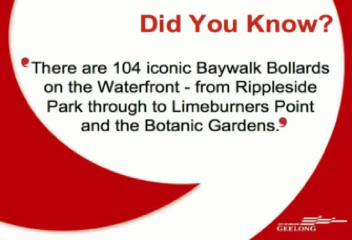 Did You Know?
❛There are 104 iconic Baywalk Bollards
on the Waterfront - from Rippleside
Park through to Limeburners Point
and the Botanic Gardens.❜
GEELONG